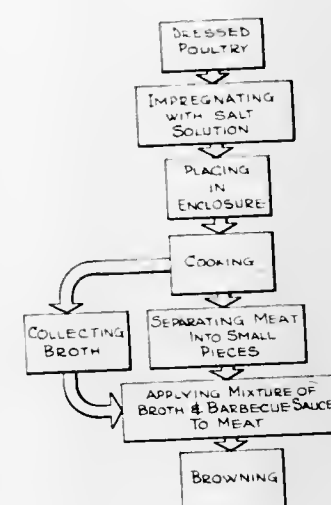 DRESSED
POULTRY
IMPREGNATING
WITH SALT
SOLUTION
PLACING
IN
ENCLOSURE
COOKING
COLLECTING
BROTH
SEPARATING MEAT
INTO SMALL
PIECES
APPLYING MIXTURE OF
BROTH & BARBECUE SAUCE
TO MEAT
BROWNING